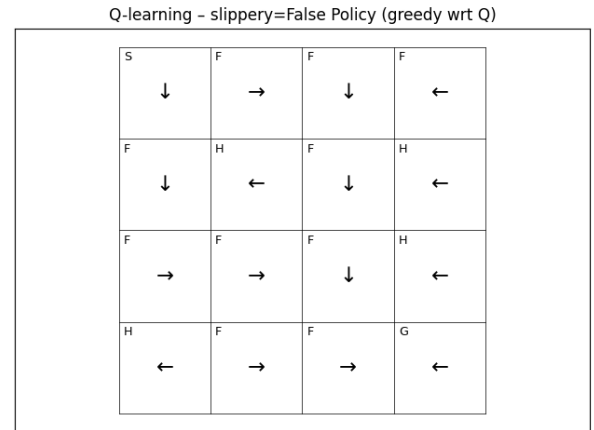 Q-learning – slippery=False Policy (greedy wrt Q)
S F F F
↓ → ↓ ←
F H F H
↓ ← ↓ ←
F F F H
→ → ↓ ←
H F F G
← → → ←